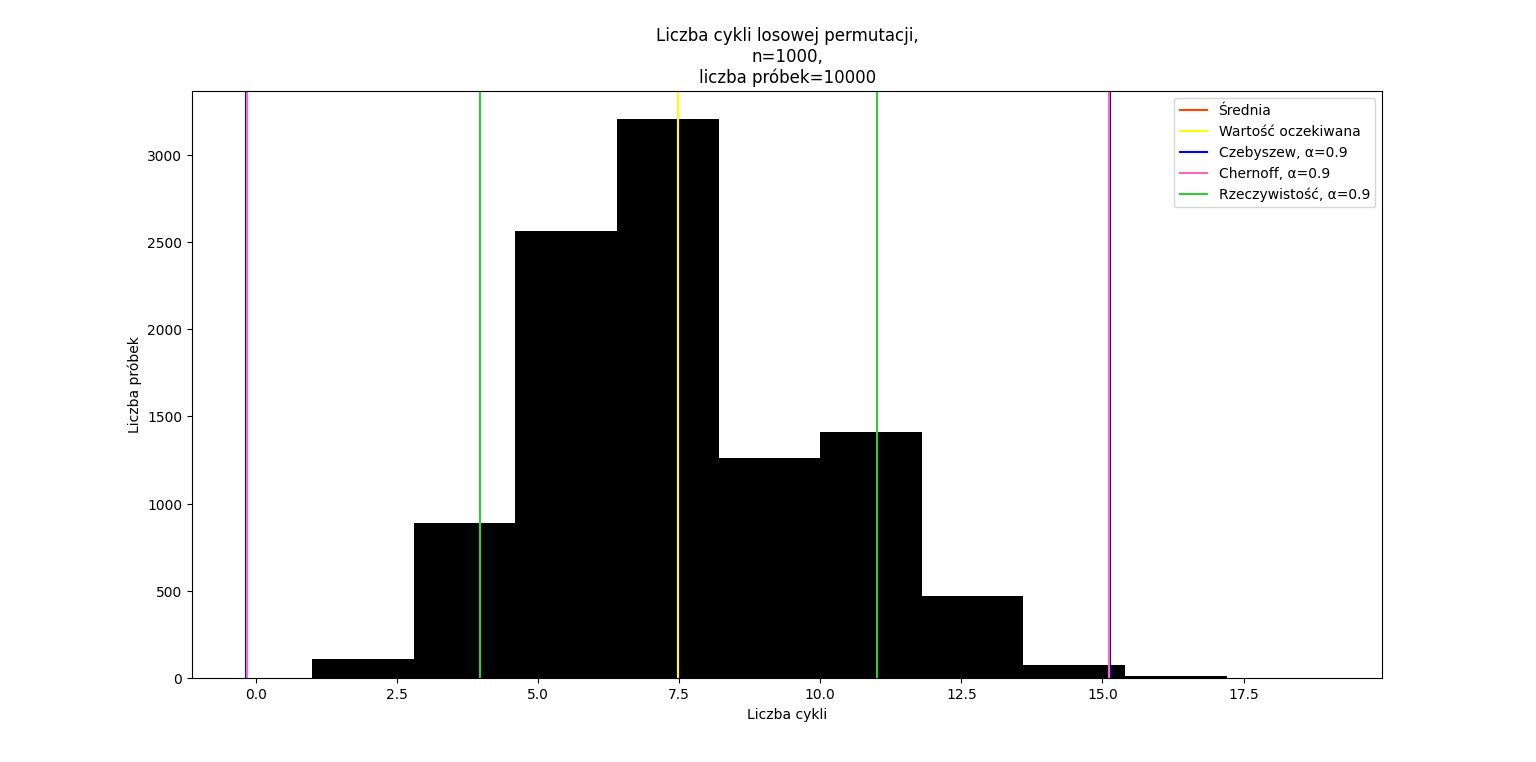 Liczba cykli losowej permutacji,
n=1000,
liczba próbek=10000
Średnia
Wartość oczekiwana
Czebyszew, α=0.9
Chernoff, α=0.9
Rzeczywistość, α=0.9
Liczba próbek
3000
2500
2000
1500
1000
500
0
0.0 2.5 5.0 7.5 10.0 12.5 15.0 17.5
Liczba cykli